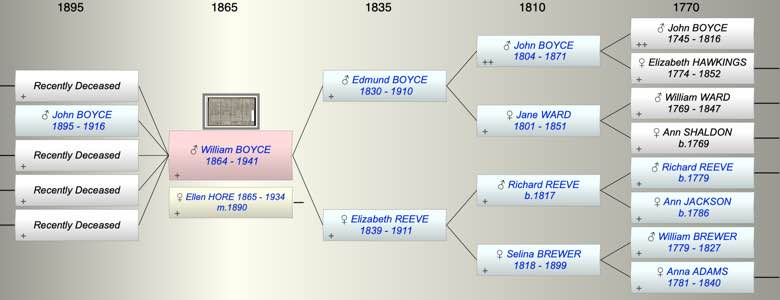 1895 1865 1835 1810 1770
Recently Deceased
+
♂ John BOYCE
1895 - 1916
Recently Deceased
+
Recently Deceased
+
Recently Deceased
+
♂ William BOYCE
1864 - 1941
+
♀ Ellen HORE 1865 - 1934
m.1890
+
♂ Edmund BOYCE
1830 - 1910
+
♀ Elizabeth REEVE
1839 - 1911
+
♂ John BOYCE
1804 - 1871
++
♀ Jane WARD
1801 - 1851
+
Richard REEVE
b.1817
+
♀ Selina BREWER
1818 - 1899
+
♂ John BOYCE
1745 - 1816
++
♀ Elizabeth HAWKINGS
1774 - 1852
+
♂ William WARD
1769 - 1847
+
♀ Ann SHALDON
b.1769
+
♂ Richard REEVE
b.1779
+
♀ Ann JACKSON
b.1786
+
♂ William BREWER
1779 - 1827
+
♀ Anna ADAMS
1781 - 1840
+